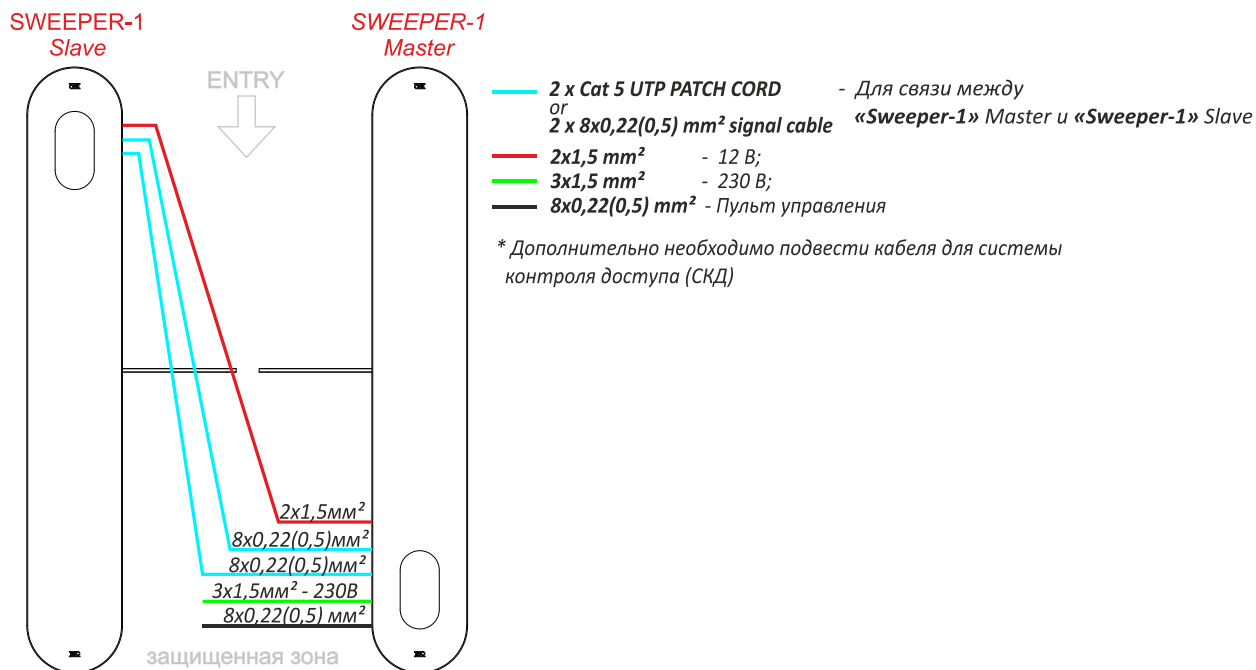 SWEEPER-1
Slave
SWEEPER-1
Master
ENTRY
2 x Cat 5 UTP PATCH CORD - Для связи между
or
2 x 8x0,22(0,5) mm² signal cable «Sweeper-1» Master и «Sweeper-1» Slave
2x1,5 mm² - 12 В;
3x1,5 mm² - 230 В;
8x0,22(0,5) mm² - Пульт управления
* Дополнительно необходимо подвести кабеля для системы
контроля доступа (СКД)
2x1,5мм²
8x0,22(0,5)мм²
8x0,22(0,5)мм²
3x1,5мм² - 230В
8x0,22(0,5) мм²
защищенная зона